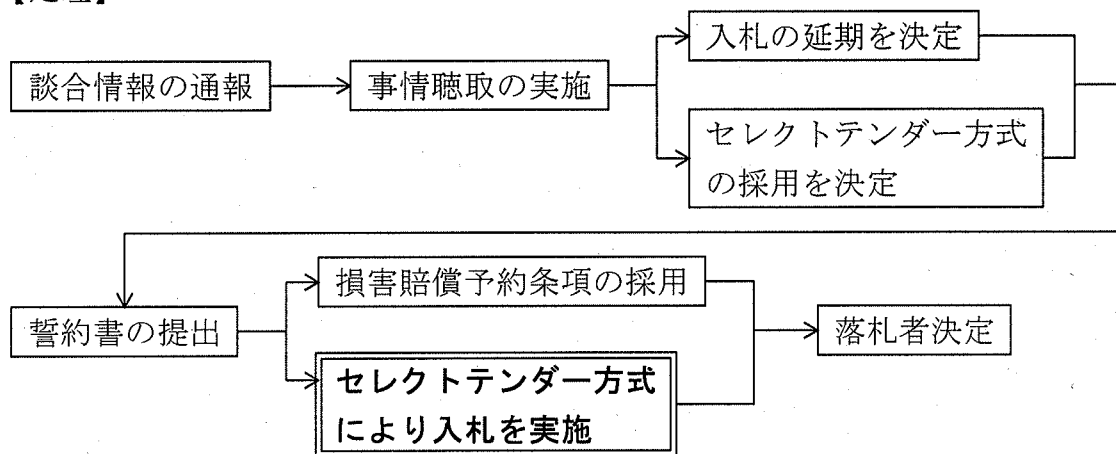 入札の延期を決定
談合情報の通報
事情聴取の実施
セレクトテンダー方式
の採用を決定
損害賠償予約条項の採用
誓約書の提出
落札者決定
セレクトテンダー方式
により入札を実施